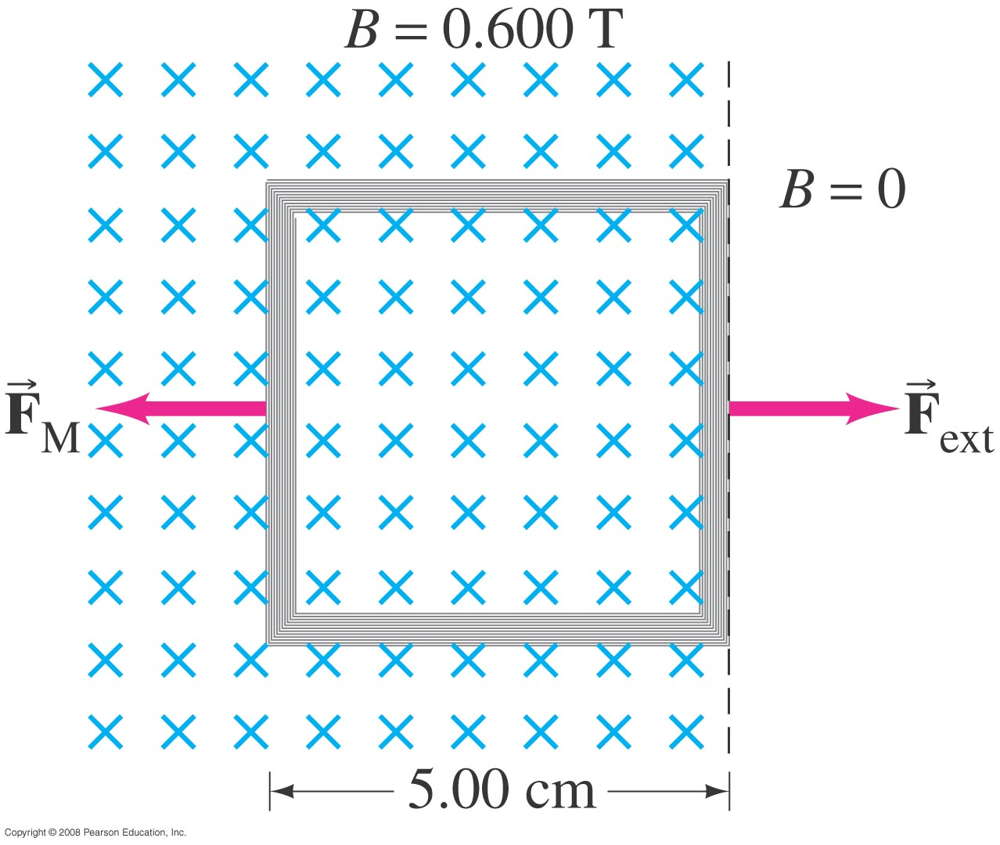 B = 0.600 T
B = 0
F⃗M
F⃗ext
5.00 cm
Copyright © 2008 Pearson Education, Inc.